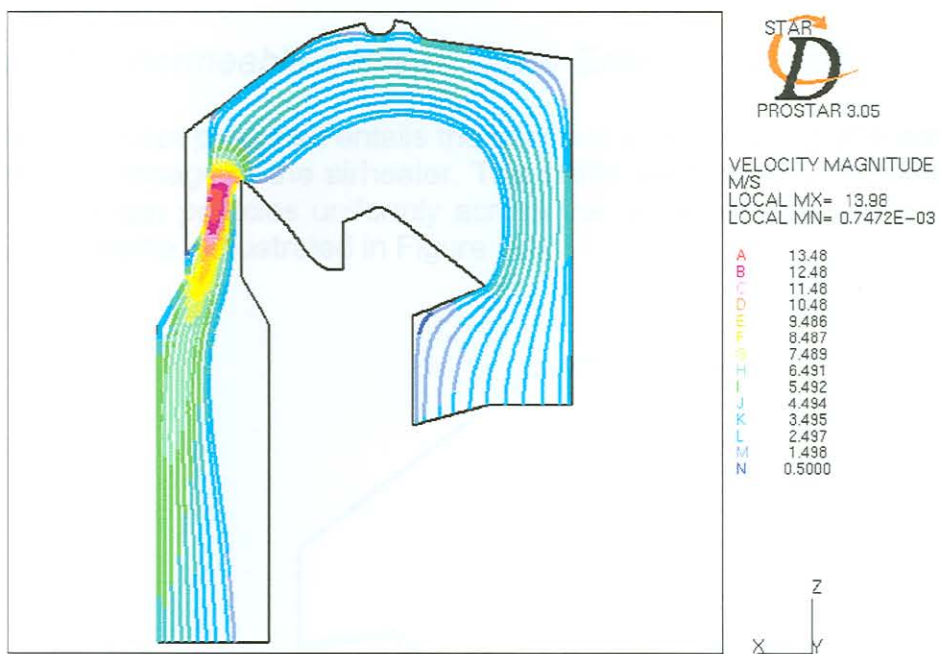 STAR
D
PROSTAR 3.05
VELOCITY MAGNITUDE
M/S
LOCAL MX= 13.98
LOCAL MN= 0.7472E-03
A 13.48
B 12.48
C 11.48
D 10.48
E 9.486
F 8.487
G 7.489
H 6.491
I 5.492
J 4.494
K 3.495
L 2.497
M 1.498
N 0.5000
Z
X Y